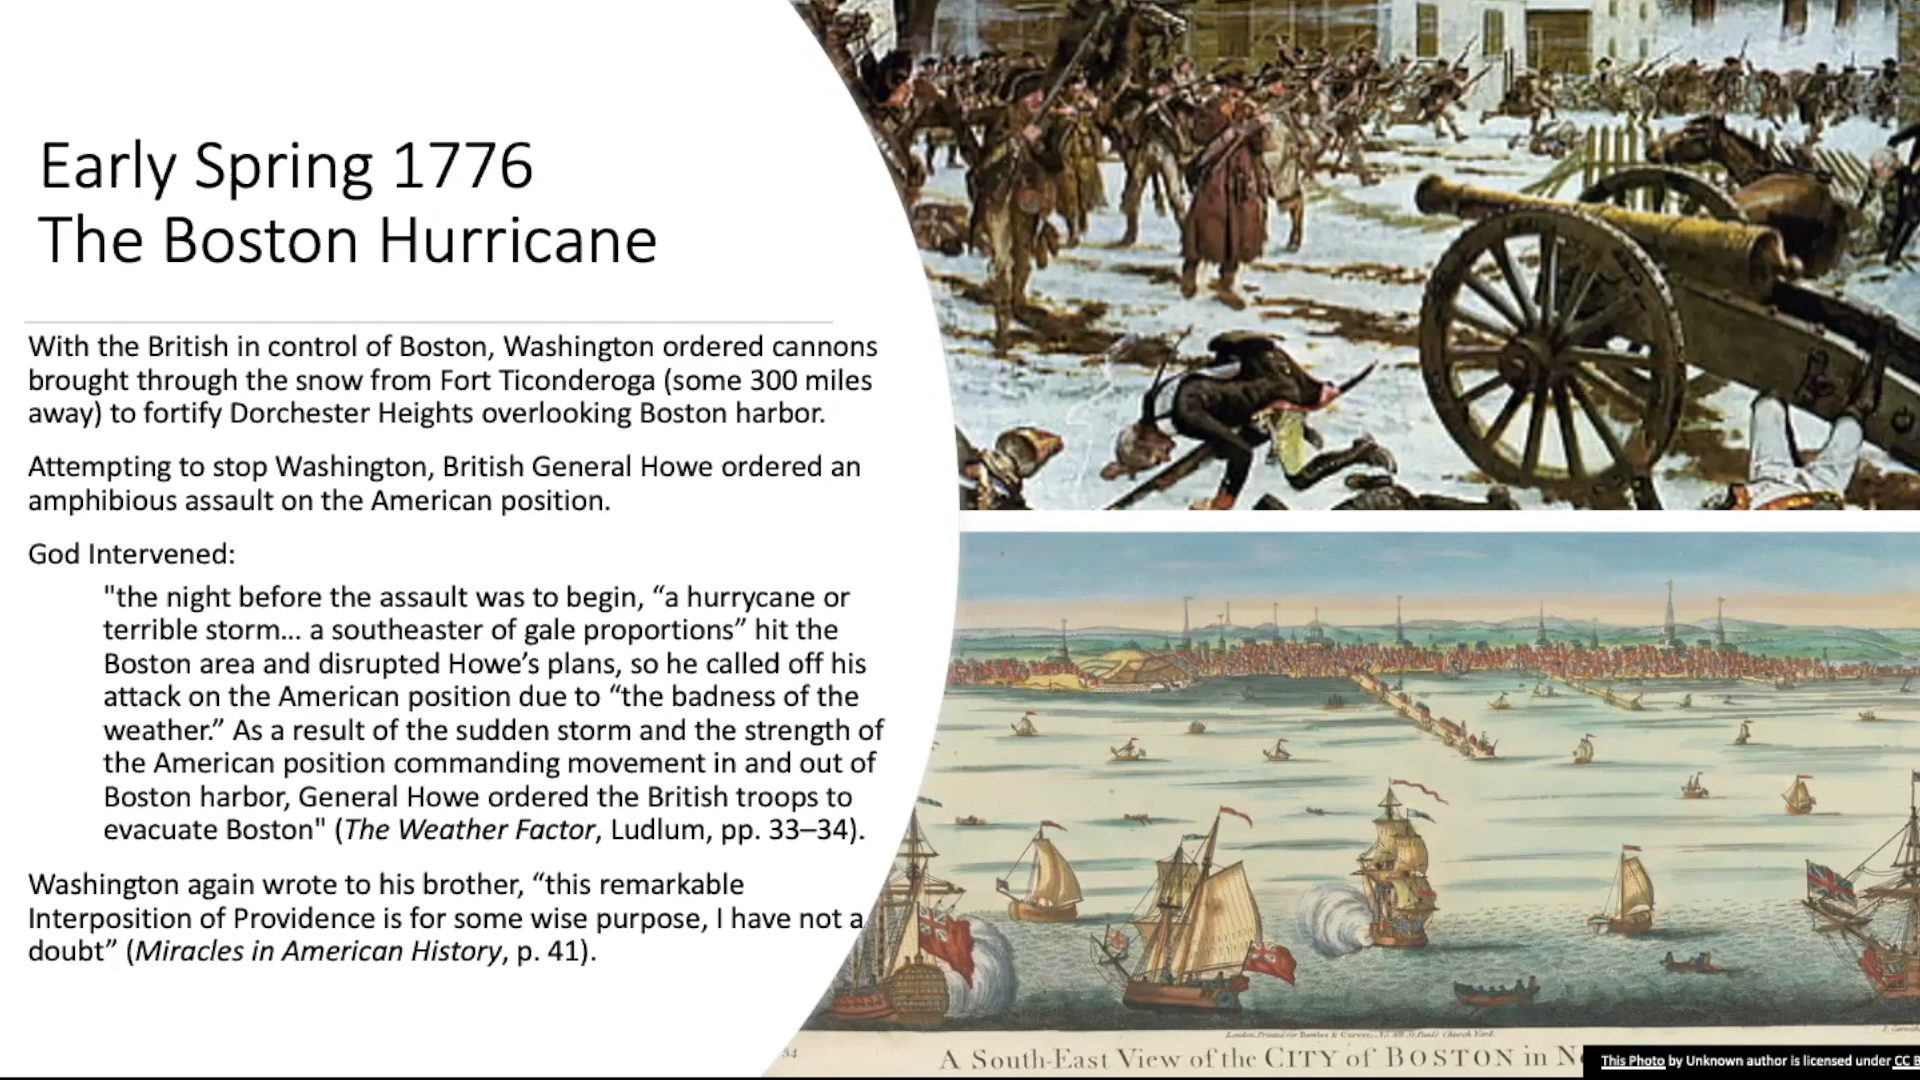 Early Spring 1776
The Boston Hurricane
With the British in control of Boston, Washington ordered cannons
brought through the snow from Fort Ticonderoga (some 300 miles
away) to fortify Dorchester Heights overlooking Boston harbor.
Attempting to stop Washington, British General Howe ordered an
amphibious assault on the American position.
God Intervened:
"the night before the assault was to begin, “a hurrycane or
terrible storm... a southeaster of gale proportions” hit the
Boston area and disrupted Howe’s plans, so he called off his
attack on the American position due to “the badness of the
weather.” As a result of the sudden storm and the strength of
the American position commanding movement in and out of
Boston harbor, General Howe ordered the British troops to
evacuate Boston" (The Weather Factor, Ludlum, pp. 33–34).
Washington again wrote to his brother, “this remarkable
Interposition of Providence is for some wise purpose, I have not a
doubt” (Miracles in American History, p. 41).
A South-East View of the CITY of BOSTON in
This Photo by Unknown author is licensed under CC